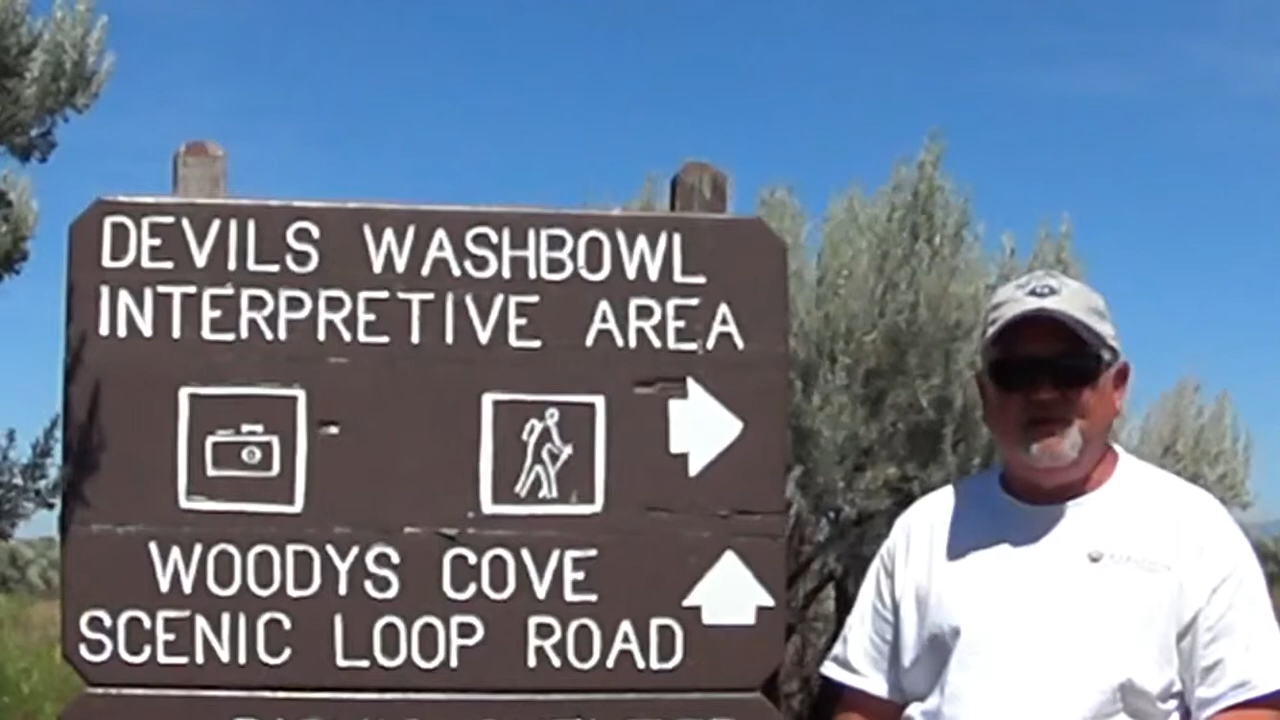 DEVILS WASHBOWL
INTERPRETIVE AREA
WOODYS COVE
SCENIC LOOP ROAD